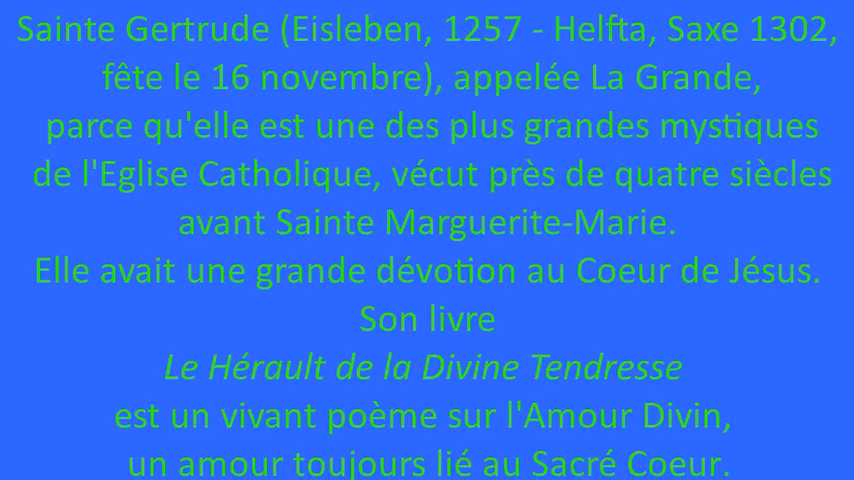 Sainte Gertrude (Eisleben, 1257 - Helfta, Saxe 1302,
fête le 16 novembre), appelée La Grande,
parce qu'elle est une des plus grandes mystiques
de l'Eglise Catholique, vécut près de quatre siècles
avant Sainte Marguerite-Marie.
Elle avait une grande dévotion au Coeur de Jésus.
Son livre
Le Hérault de la Divine Tendresse
est un vivant poème sur l'Amour Divin,
un amour toujours lié au Sacré Coeur.